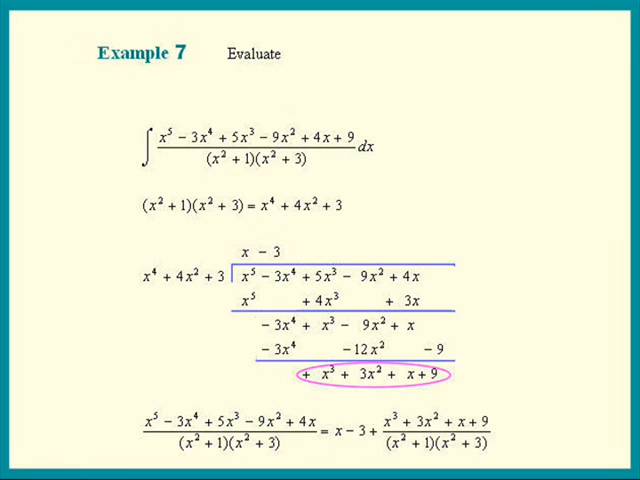 Example 7 Evaluate
∫ (x⁵ − 3x⁴ + 5x³ − 9x² + 4x + 9)/((x² + 1)(x² + 3)) dx
(x² + 1)(x² + 3) = x⁴ + 4x² + 3
x − 3
x⁴ + 4x² + 3 x⁵ − 3x⁴ + 5x³ − 9x² + 4x
x⁵ + 4x³ + 3x
− 3x⁴ + x³ − 9x² + x
− 3x⁴ − 12x² − 9
+ x³ + 3x² + x + 9
(x⁵ − 3x⁴ + 5x³ − 9x² + 4x)/((x² + 1)(x² + 3)) = x − 3 + (x³ + 3x² + x + 9)/((x² + 1)(x² + 3))